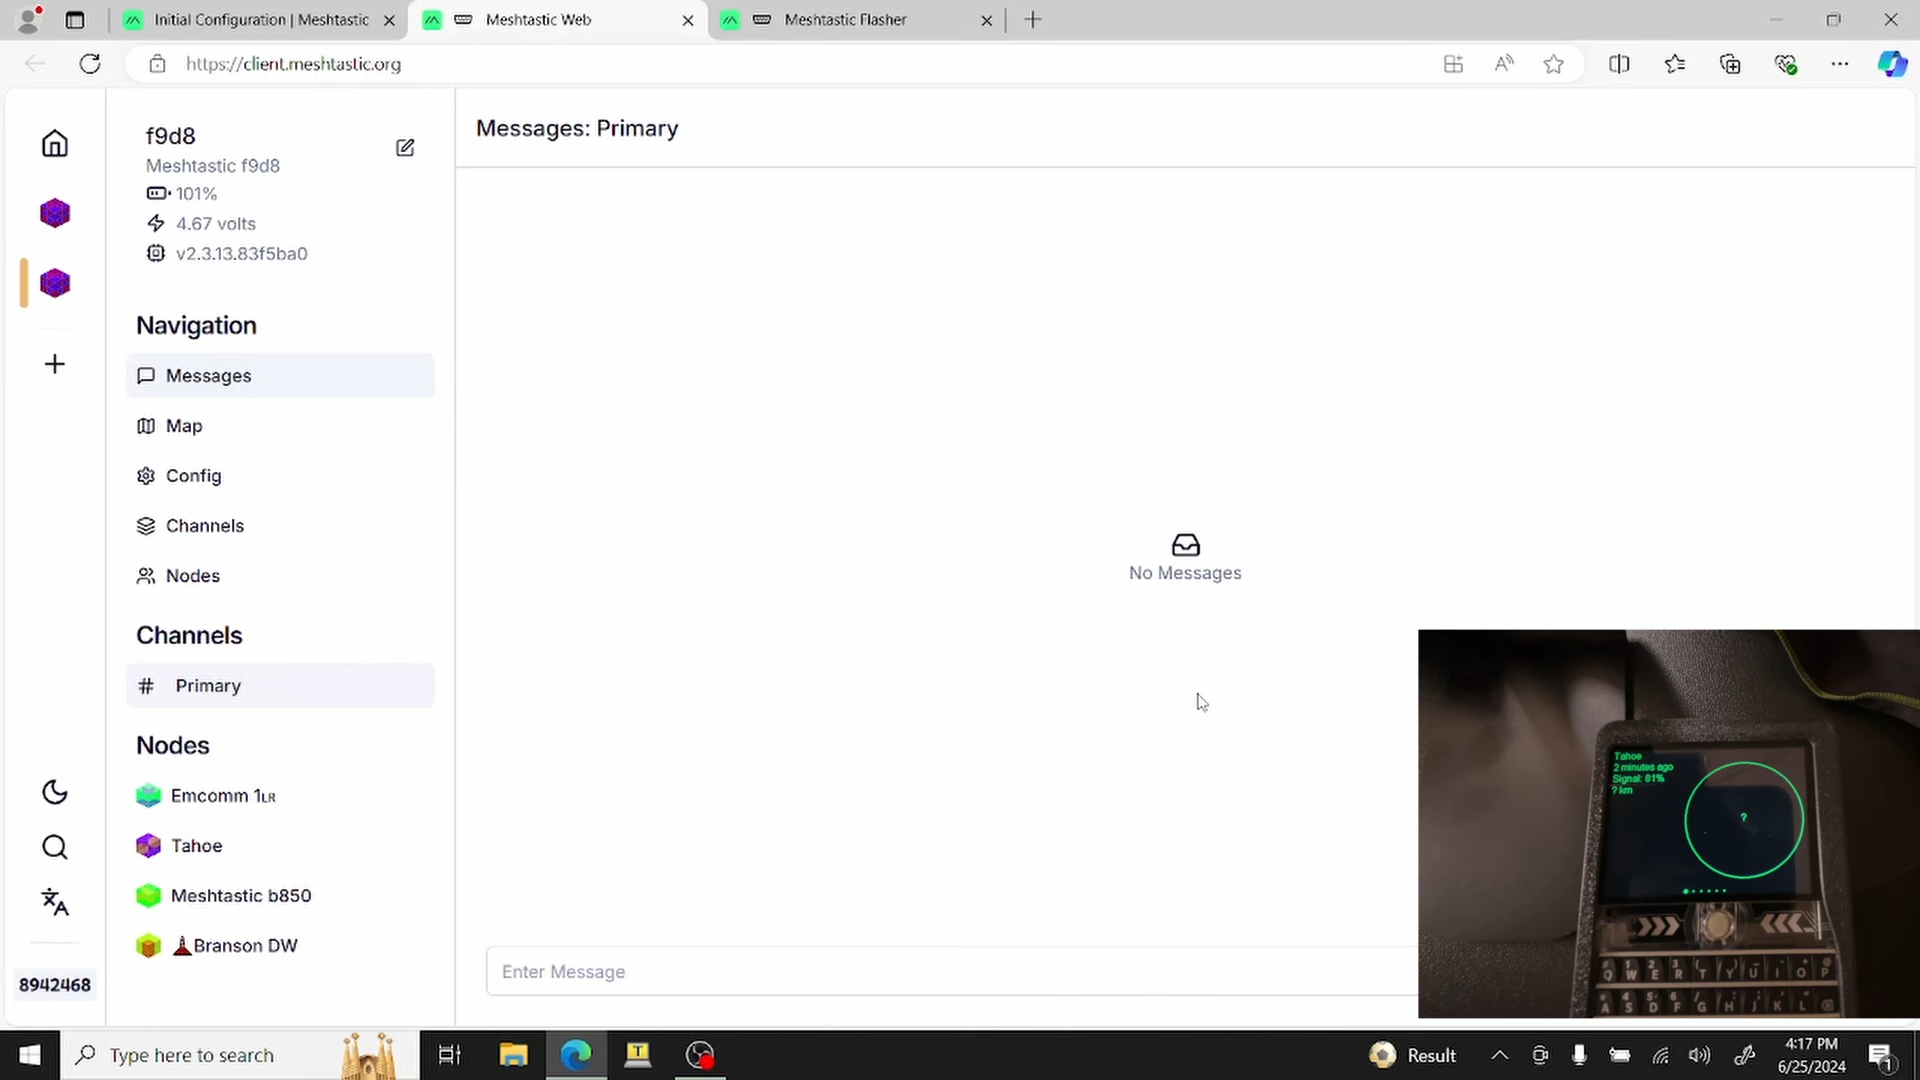 Initial Configuration | Meshtastic
Meshtastic Web
Meshtastic Flasher
https://client.meshtastic.org
f9d8
Meshtastic f9d8
101%
4.67 volts
v2.3.13.83f5ba0
Messages: Primary
Navigation
Messages
Map
Config
Channels
Nodes
Channels
# Primary
Nodes
Emcomm 1LR
Tahoe
Meshtastic b850
Branson DW
8942468
No Messages
Enter Message
Tahoe
2 minutes ago
Signal: 81%
? km
?
Q W E R T Y U I O P
A S D F G H J K L
Type here to search
T
Result
4:17 PM
6/25/2024
1